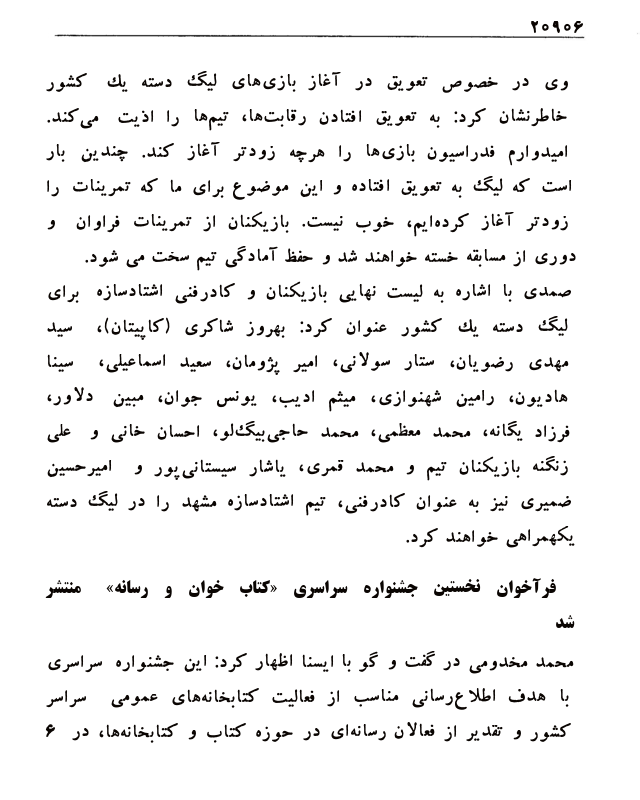 ۲۰۹۰۶
وی در خصوص تعویق در آغاز بازی‌های لیگ دسته یك کشور
خاطرنشان کرد: به تعویق افتادن رقابت‌ها، تیم‌ها را اذیت می‌کند.
امیدوارم فدراسیون بازی‌ها را هرچه زودتر آغاز کند. چندین بار
است که لیگ به تعویق افتاده و این موضوع برای ما که تمرینات را
زودتر آغاز کرده‌ایم، خوب نیست. بازیکنان از تمرینات فراوان و
دوری از مسابقه خسته خواهند شد و حفظ آمادگی تیم سخت می شود.
صمدی با اشاره به لیست نهایی بازیکنان و کادرفنی اشتادسازه برای
لیگ دسته یك کشور عنوان کرد: بهروز شاکری (کاپیتان)، سید
مهدی رضویان، ستار سولانی، امیر پژومان، سعید اسماعیلی، سینا
هادیون، رامین شهنوازی، میثم ادیب، یونس جوان، مبین دلاور،
فرزاد یگانه، محمد معظمی، محمد حاجی‌بیگ‌لو، احسان خانی و علی
زنگنه بازیکنان تیم و محمد قمری، یاشار سیستانی‌پور و امیرحسین
ضمیری نیز به عنوان کادرفنی، تیم اشتادسازه مشهد را در لیگ دسته
یکهمراهی خواهند کرد.
فرآخوان نخستین جشنواره سراسری «کتاب خوان و رسانه» منتشر
شد
محمد مخدومی در گفت و گو با ایسنا اظهار کرد: این جشنواره سراسری
با هدف اطلاع‌رسانی مناسب از فعالیت کتابخانه‌های عمومی سراسر
کشور و تقدیر از فعالان رسانه‌ای در حوزه کتاب و کتابخانه‌ها، در ۶